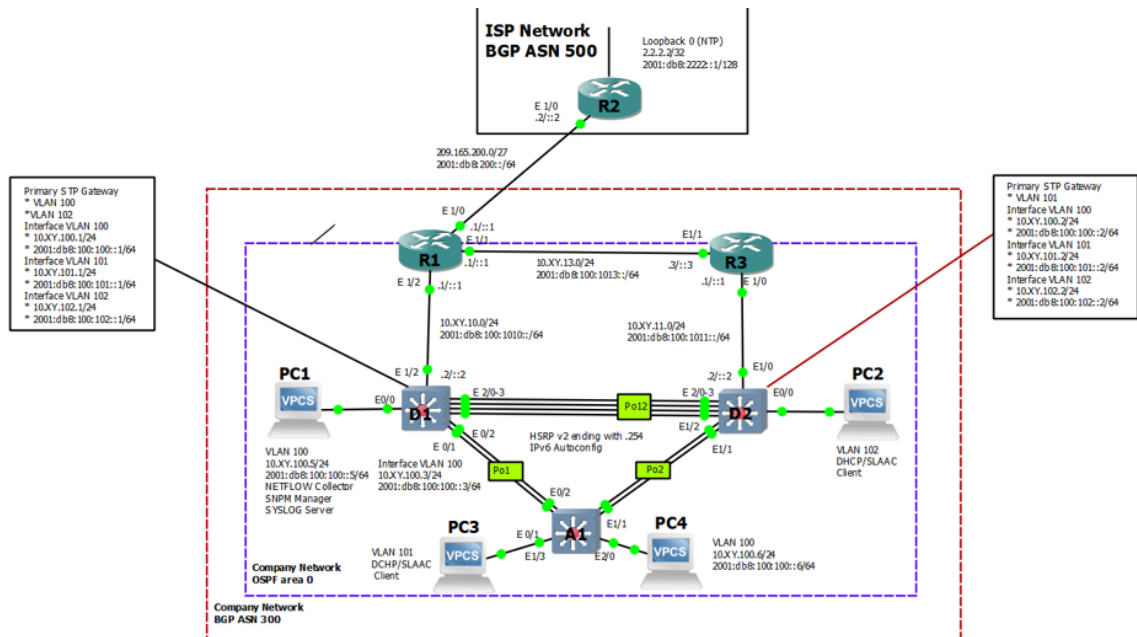 ISP Network
BGP ASN 500
Loopback 0 (NTP)
2.2.2.2/32
2001:db8:2222::1/128
E 1/0
.2/::2
R2
209.165.200.0/27
2001:db8:200::/64
Primary STP Gateway
* VLAN 100
*VLAN 102
Interface VLAN 100
* 10.XY.100.1/24
* 2001:db8:100:100::1/64
Interface VLAN 101
* 10.XY.101.1/24
* 2001:db8:100:101::1/64
Interface VLAN 102
* 10.XY.102.1/24
* 2001:db8:100:102::1/64
Primary STP Gateway
* VLAN 101
Interface VLAN 100
* 10.XY.100.2/24
* 2001:db8:100:100::2/64
Interface VLAN 101
* 10.XY.101.2/24
* 2001:db8:100:101::2/64
Interface VLAN 102
* 10.XY.102.2/24
* 2001:db8:100:102::2/64
E 1/0
.1/::1
E 1/1
.1/::1
R1
E 1/2
.1/::1
10.XY.13.0/24
2001:db8:100:1013::/64
E1/1
.3/::3
R3
.1/::1
E 1/0
10.XY.10.0/24
2001:db8:100:1010::/64
10.XY.11.0/24
2001:db8:100:1011::/64
PC1
VPCS
E0/0
E 1/2
.2/::2
D1
E 2/0-3
Po12
E 2/0-3
.2/::2
E1/0
D2
E0/0
PC2
VPCS
E 0/2
E 0/1
HSRP v2 ending with .254
IPv6 Autoconfig
E1/2
E1/1
VLAN 100
10.XY.100.5/24
2001:db8:100:100::5/64
NETFLOW Collector
SNPM Manager
SYSLOG Server
Interface VLAN 100
10.XY.100.3/24
2001:db8:100:100::3/64
Po1
Po2
VLAN 102
DHCP/SLAAC
Client
E0/2
A1
E1/1
PC3
VPCS
E 0/1
E1/3
VLAN 101
DCHP/SLAAC
Client
E2/0
PC4
VPCS
VLAN 100
10.XY.100.6/24
2001:db8:100:100::6/64
Company Network
OSPF area 0
Company Network
BGP ASN 300